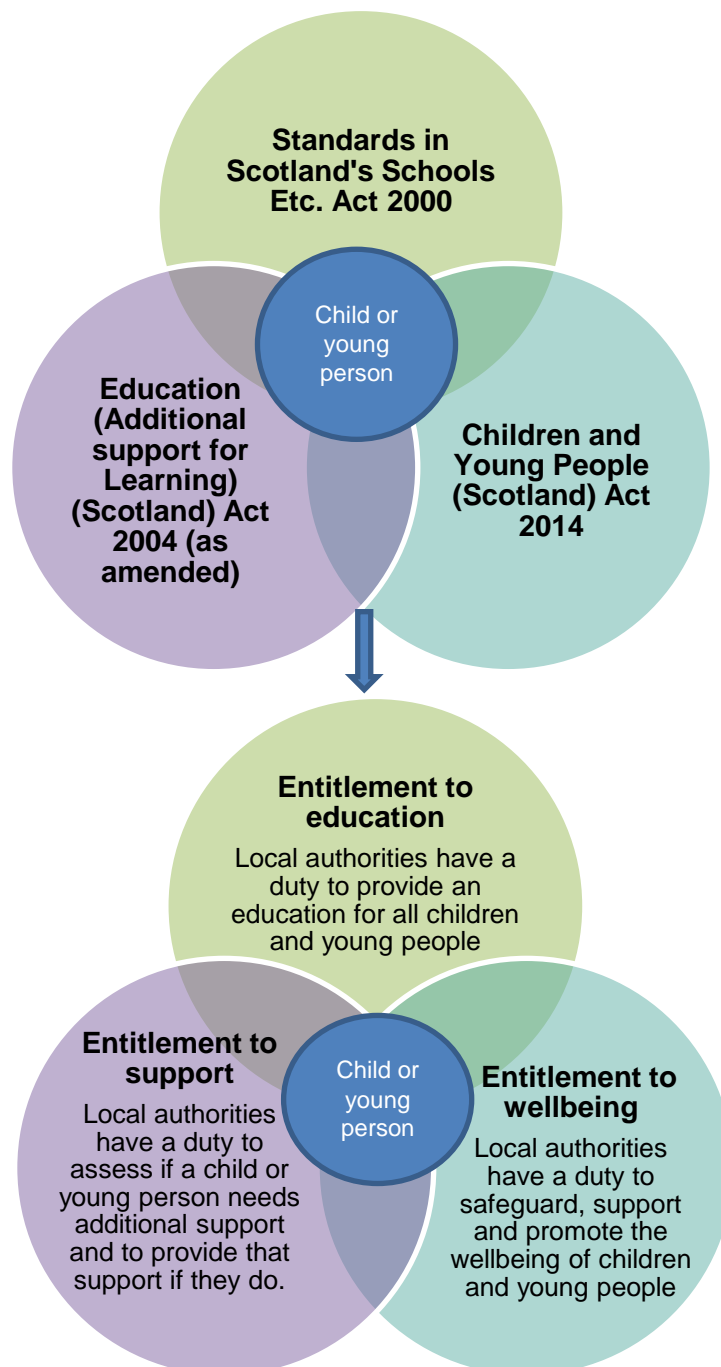 Standards in
Scotland's Schools
Etc. Act 2000
Child or
young
person
Education
(Additional
support for
Learning)
(Scotland) Act
2004 (as
amended)
Children and
Young People
(Scotland) Act
2014
Entitlement to
education
Local authorities have a
duty to provide an
education for all children
and young people
Child or
young
person
Entitlement to
support
Local authorities
have a duty to
assess if a child or
young person needs
additional support
and to provide that
support if they do.
Entitlement to
wellbeing
Local authorities
have a duty to
safeguard, support
and promote the
wellbeing of children
and young people